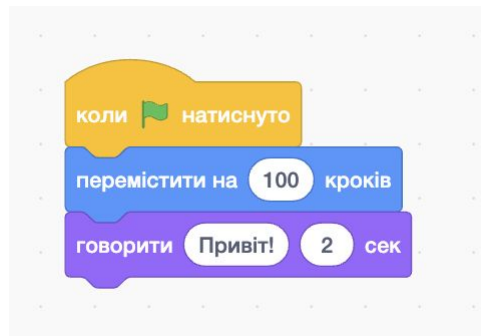 коли натиснуто
перемістити на 100 кроків
говорити Привіт! 2 сек